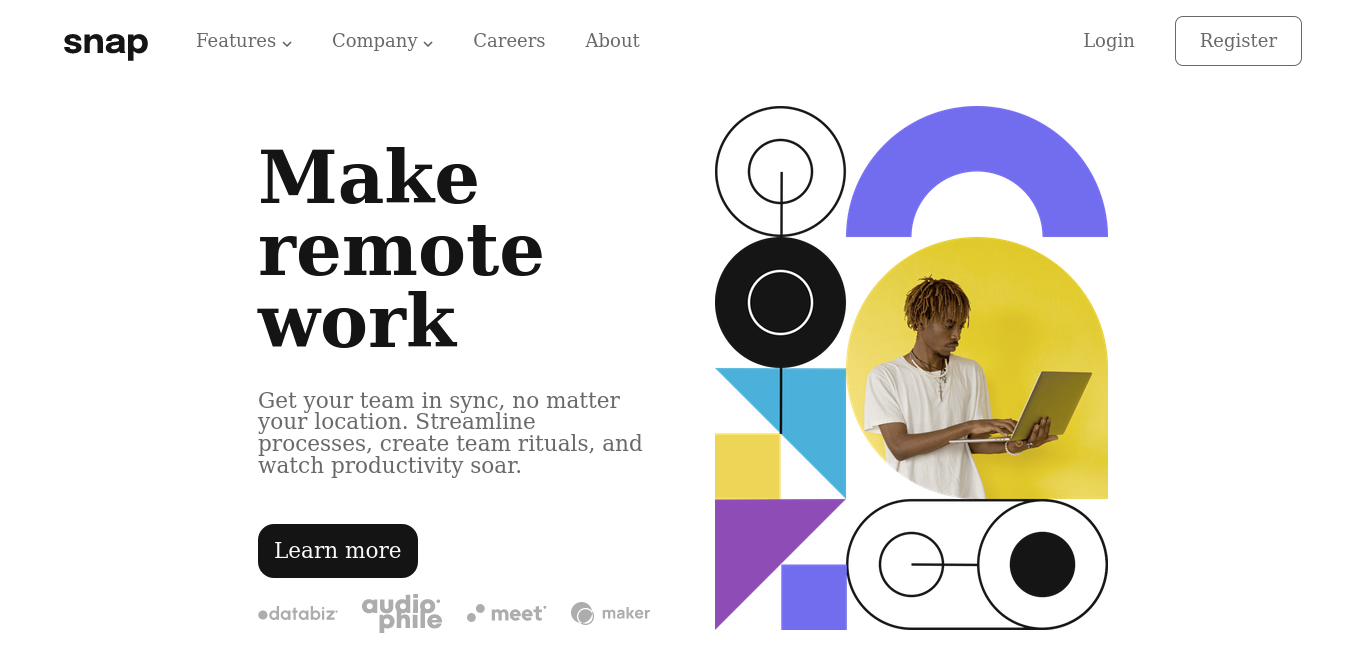 snap Features Company Careers About Login Register
Make
remote
work
Get your team in sync, no matter
your location. Streamline
processes, create team rituals, and
watch productivity soar.
Learn more
databiz audiophile meet maker